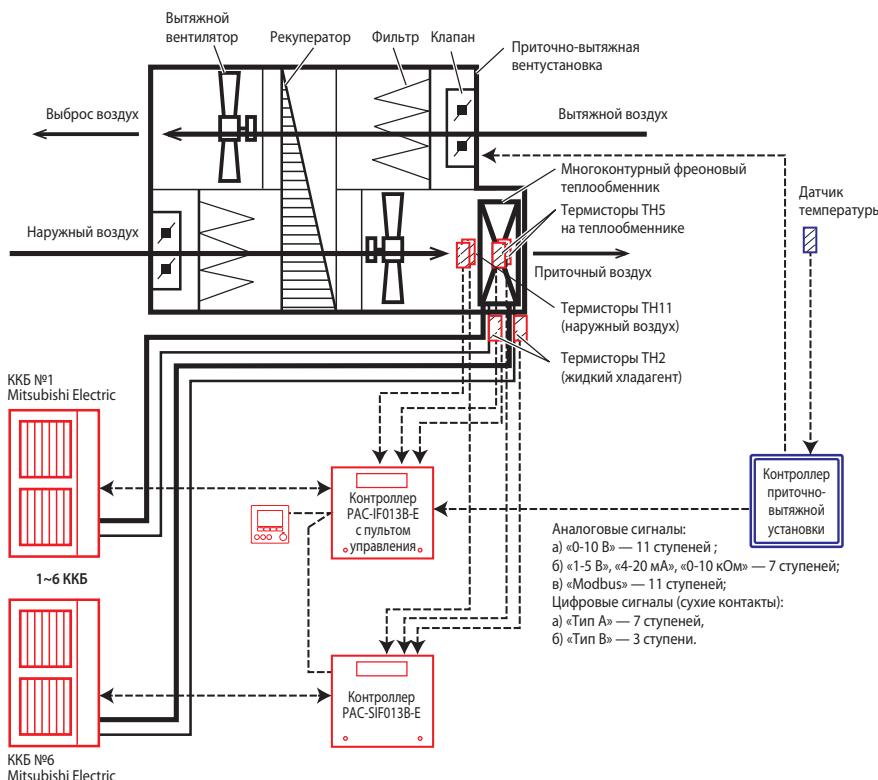 Вытяжной
вентилятор
Рекуператор
Фильтр
Клапан
Приточно-вытяжная
вентустановка
Выброс воздух
Вытяжной воздух
Многоконтурный фреоновый
теплообменник
Термисторы TH5
на теплообменнике
Датчик
температуры
Наружный воздух
Приточный воздух
Термисторы TH11
(наружный воздух)
Термисторы TH2
(жидкий хладагент)
ККБ №1
Mitsubishi Electric
Контроллер
PAC-IF013B-E
с пультом
управления
Контроллер
приточно-
вытяжной
установки
Аналоговые сигналы:
а) «0-10 В» — 11 ступеней ;
б) «1-5 В», «4-20 мА», «0-10 кОм» — 7 ступеней;
в) «Modbus» — 11 ступеней;
Цифровые сигналы (сухие контакты):
а) «Тип А» — 7 ступеней,
б) «Тип В» — 3 ступени.
1~6 ККБ
Контроллер
PAC-SIF013B-E
ККБ №6
Mitsubishi Electric